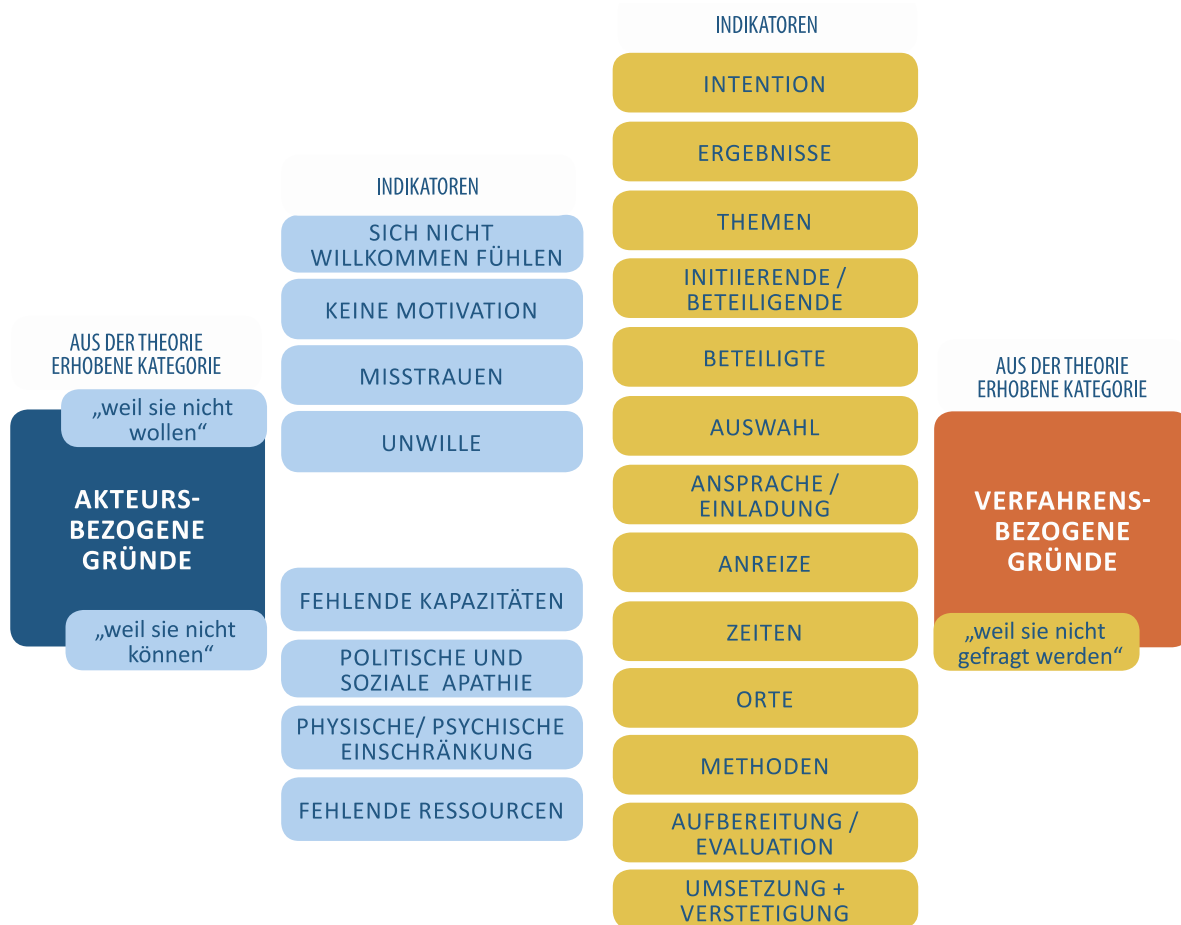 AUS DER THEORIE
ERHOBENE KATEGORIE
„weil sie nicht
wollen“
AKTEURS-
BEZOGENE
GRÜNDE
„weil sie nicht
können“
INDIKATOREN
SICH NICHT
WILLKOMMEN FÜHLEN
KEINE MOTIVATION
MISSTRAUEN
UNWILLE
FEHLENDE KAPAZITÄTEN
POLITISCHE UND
SOZIALE APATHIE
PHYSISCHE/ PSYCHISCHE
EINSCHRÄNKUNG
FEHLENDE RESSOURCEN
INDIKATOREN
INTENTION
ERGEBNISSE
THEMEN
INITIIERENDE /
BETEILIGENDE
BETEILIGTE
AUSWAHL
ANSPRACHE /
EINLADUNG
ANREIZE
ZEITEN
ORTE
METHODEN
AUFBEREITUNG /
EVALUATION
UMSETZUNG +
VERSTETIGUNG
AUS DER THEORIE
ERHOBENE KATEGORIE
VERFAHRENS-
BEZOGENE
GRÜNDE
„weil sie nicht
gefragt werden“